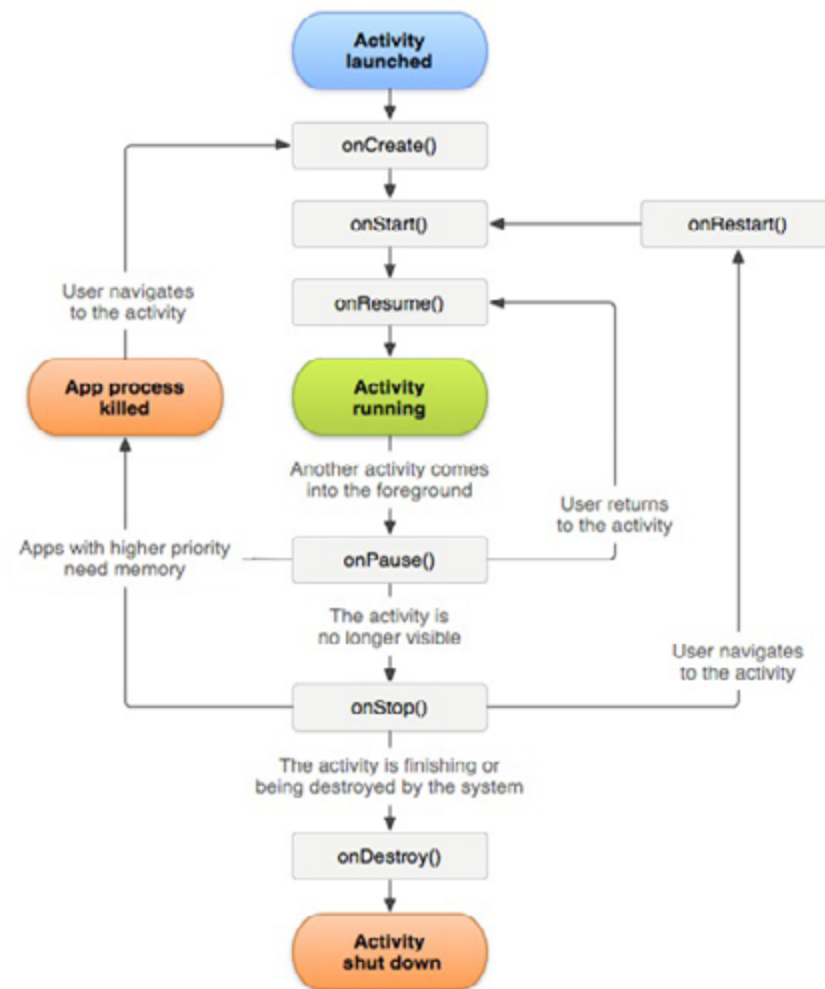 Activity
launched
onCreate()
onStart()
onRestart()
User navigates
to the activity
onResume()
App process
killed
Activity
running
Another activity comes
into the foreground
User returns
to the activity
Apps with higher priority
need memory
onPause()
The activity is
no longer visible
User navigates
to the activity
onStop()
The activity is finishing or
being destroyed by the system
onDestroy()
Activity
shut down